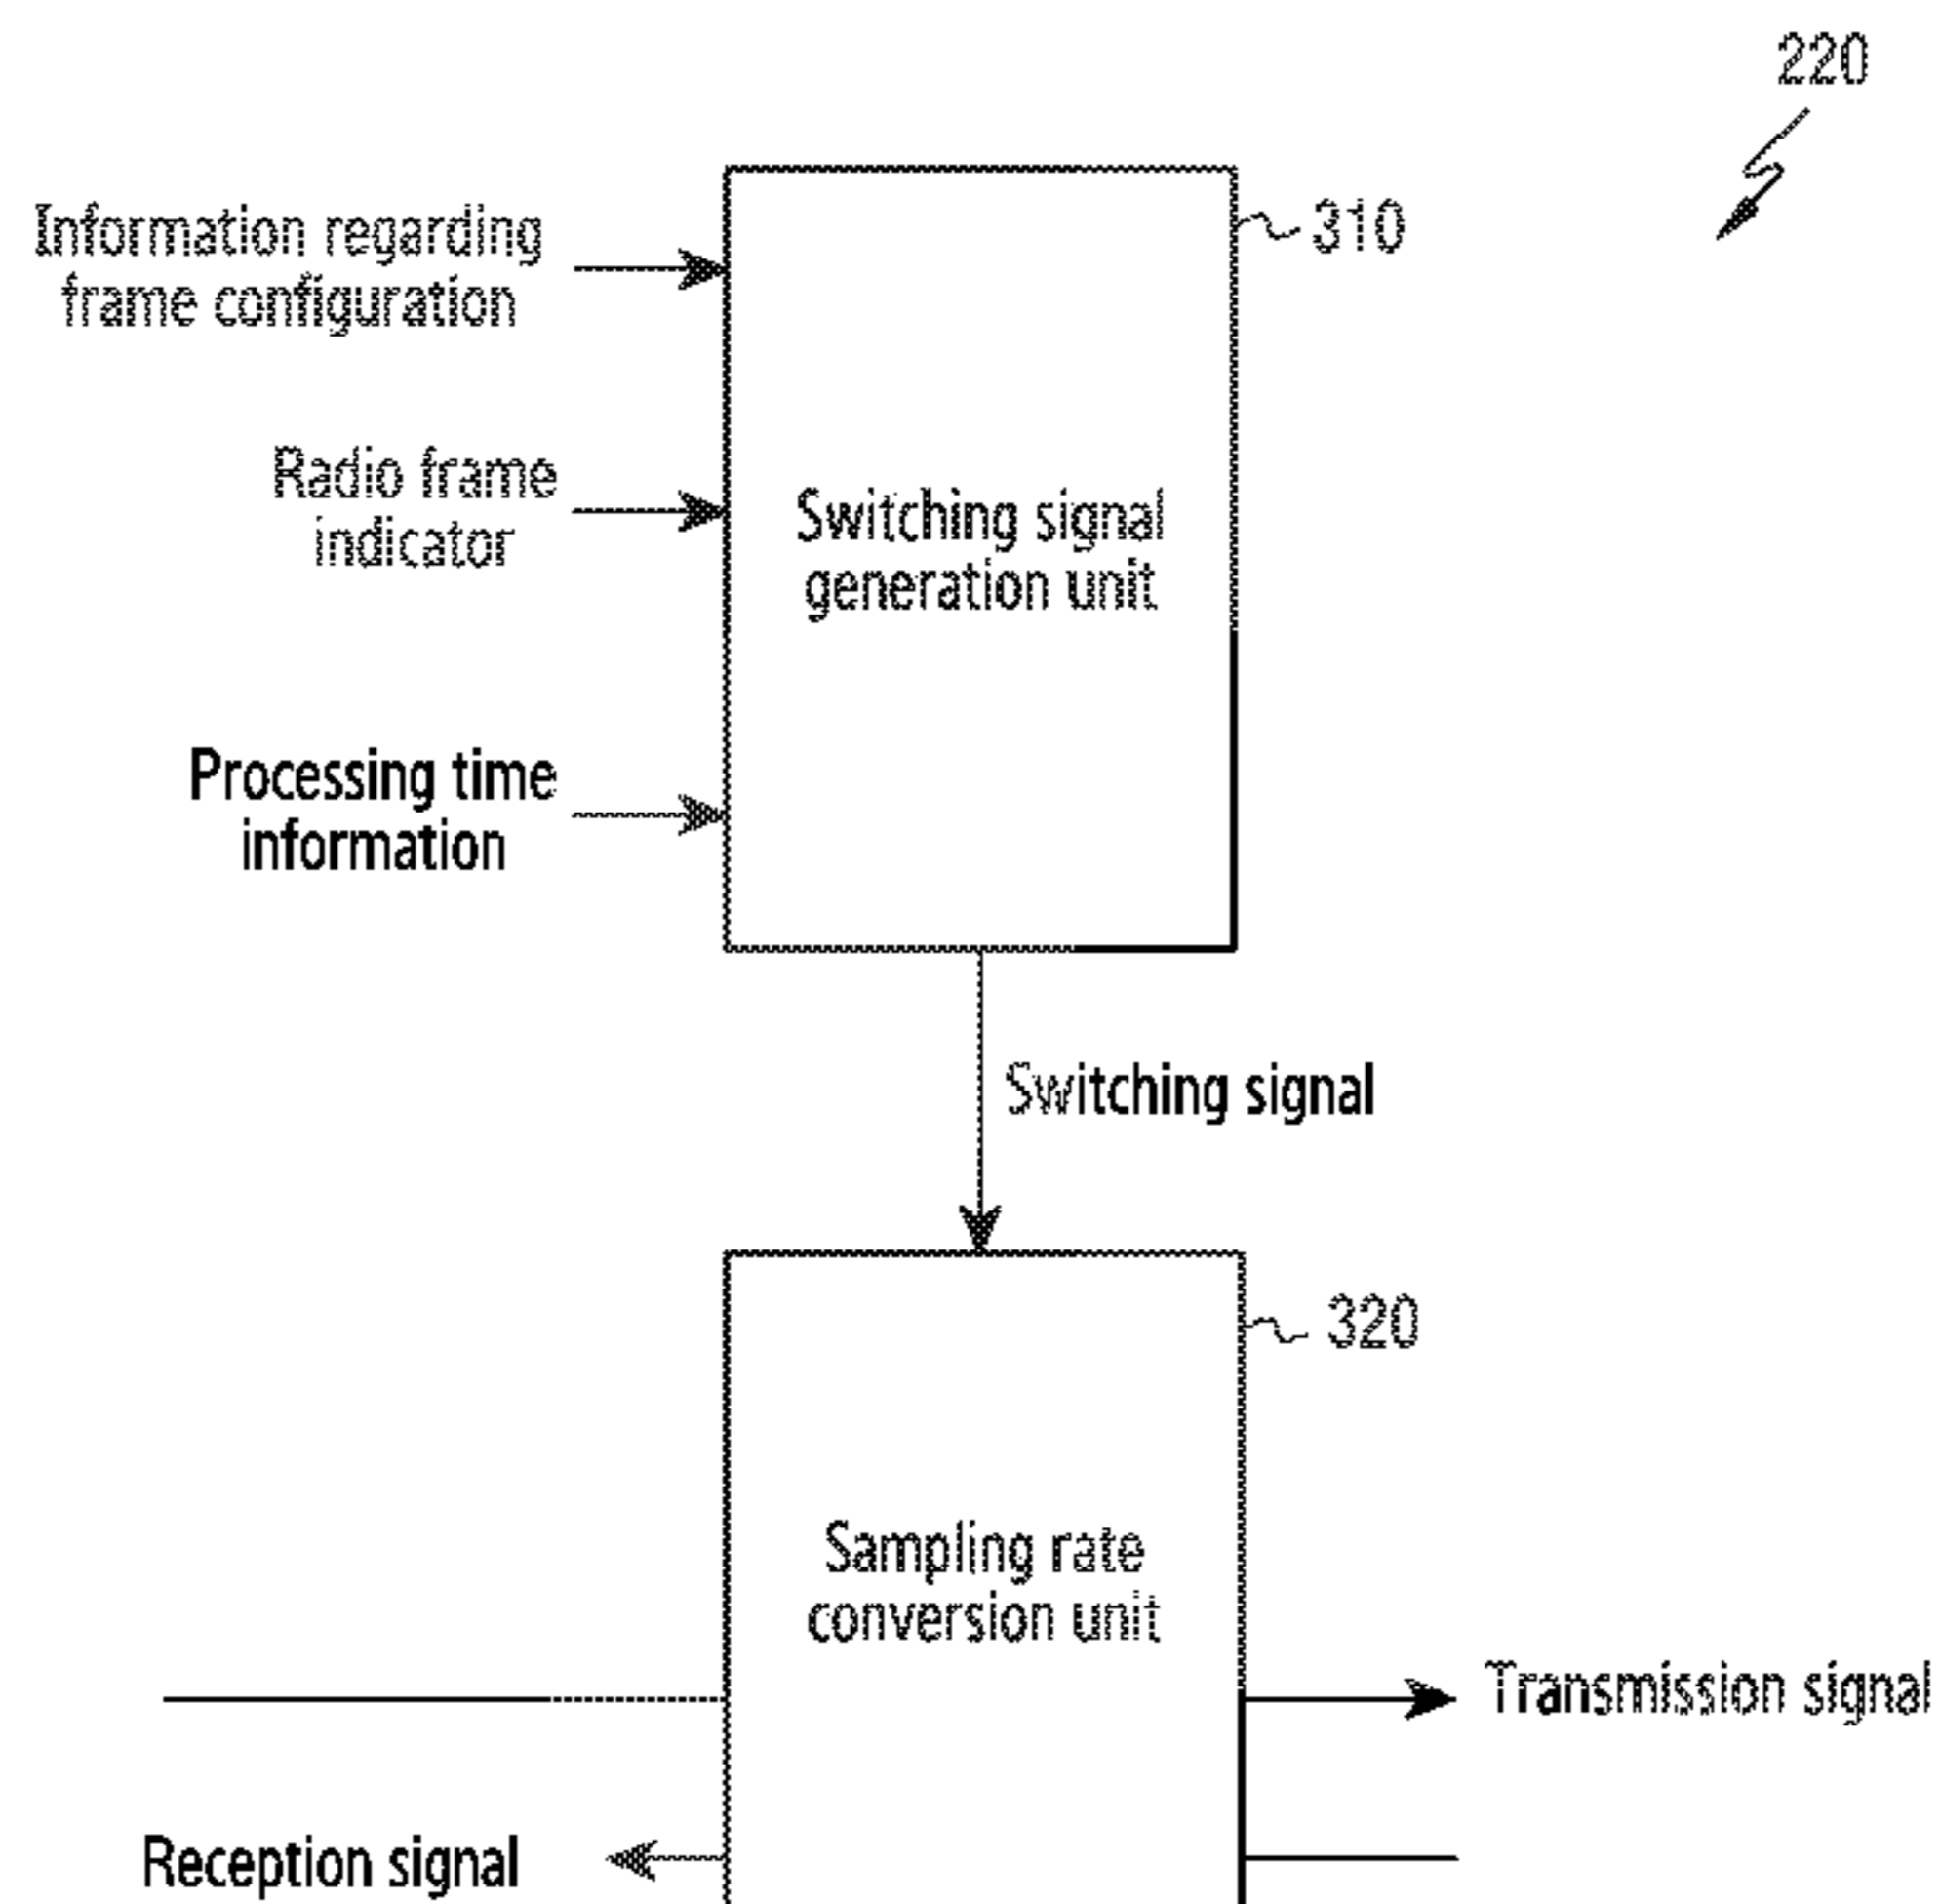 220
Information regarding
frame configuration
310
Radio frame
indicator
Switching signal
generation unit
Processing time
information
Switching signal
320
Sampling rate
conversion unit
Transmission signal
Reception signal